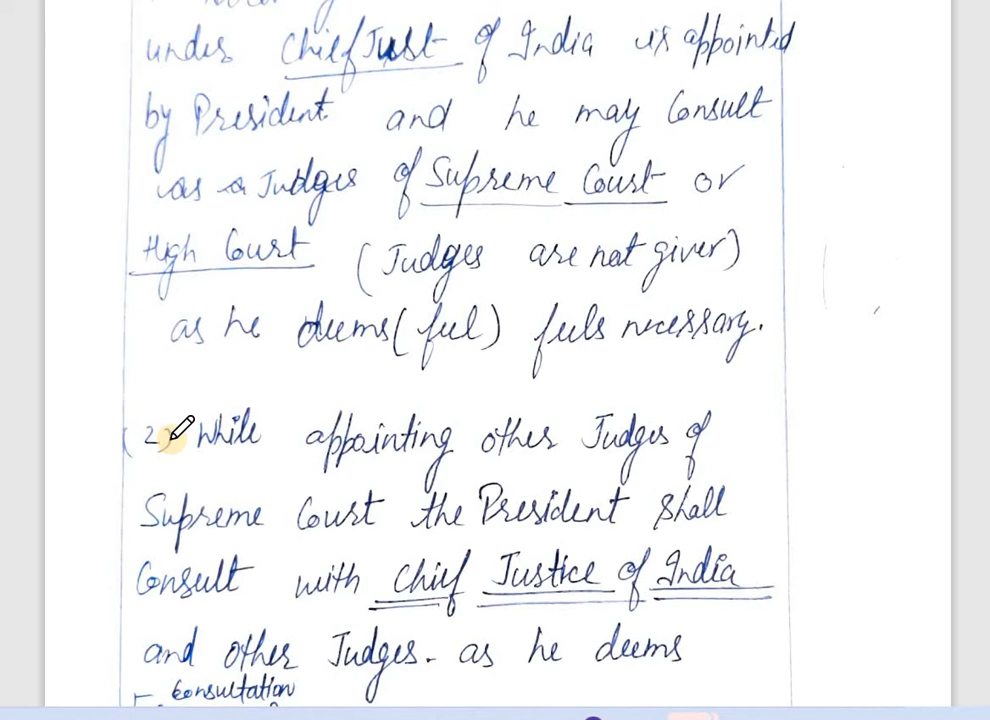 under Chief Just of India is appointed
by President and he may Consult
as a Judges of Supreme Court or
High Court (Judges are not given)
as he deems (ful) feels necessary.
(2) While appointing other Judges of
Supreme Court the President Shall
Consult with Chief Justice of India
and other Judges. as he deems
Consultation